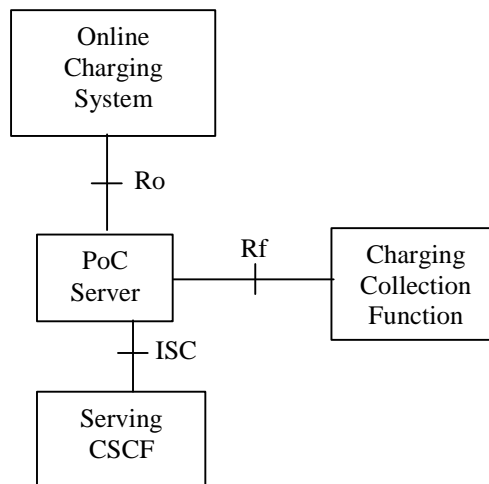 Online
Charging
System
Ro
PoC
Server
Rf
Charging
Collection
Function
ISC
Serving
CSCF